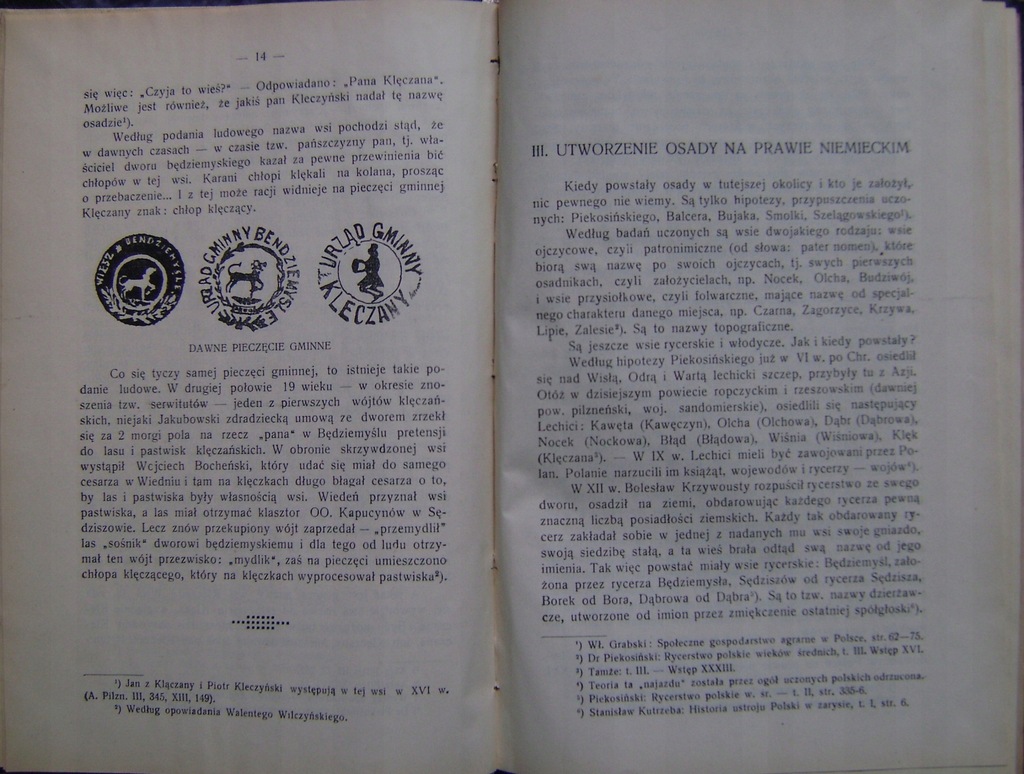 — 14 —
się więc: „Czyja to wieś?“ — Odpowiadano: „Pana Klęczana“.
Możliwe jest również, że jakiś pan Kleczyński nadał tę nazwę
osadzie¹).
Według podania ludowego nazwa wsi pochodzi stąd, że
w dawnych czasach — w czasie tzw. pańszczyzny pan, tj. wła-
ściciel dworu będziemyskiego kazał za pewne przewinienia bić
chłopów w tej wsi. Karani chłopi klękali na kolana, prosząc
o przebaczenie... I z tej może racji widnieje na pieczęci gminnej
Klęczany znak: chłop klęczący.
WIESZ BENDZIEMYSLE
URZĄD GMINNY BENDZIEMYSLE
URZĄD GMINNY KLECZANY
DAWNE PIECZĘCIE GMINNE
Co się tyczy samej pieczęci gminnej, to istnieje takie po-
danie ludowe. W drugiej połowie 19 wieku — w okresie zno-
szenia tzw. serwitutów — jeden z pierwszych wójtów klęczań-
skich, niejaki Jakubowski zdradziecką umową ze dworem zrzekł
się za 2 morgi pola na rzecz „pana“ w Będziemyślu pretensji
do lasu i pastwisk klęczańskich. W obronie skrzywdzonej wsi
wystąpił Wojciech Bocheński, który udać się miał do samego
cesarza w Wiedniu i tam na klęczkach długo błagał cesarza o to,
by las i pastwiska były własnością wsi. Wiedeń przyznał wsi
pastwiska, a las miał otrzymać klasztor OO. Kapucynów w Sę-
dziszowie. Lecz znów przekupiony wójt zaprzedał — „przemydlił“
las „sośnik“ dworowi będziemyskiemu i dla tego od ludu otrzy-
mał ten wójt przezwisko: „mydlik“, zaś na pieczęci umieszczono
chłopa klęczącego, który na klęczkach wyprocesował pastwiska²).
¹) Jan z Klączany i Piotr Kleczyński występują w tej wsi w XVI w.
(A. Pilzn. III, 345, XIII, 149).
²) Według opowiadania Walentego Wilczyńskiego.
III. UTWORZENIE OSADY NA PRAWIE NIEMIECKIM
Kiedy powstały osady w tutejszej okolicy i kto je założył,
nic pewnego nie wiemy. Są tylko hipotezy, przypuszczenia uczo-
nych: Piekosińskiego, Balcera, Bujaka, Smolki, Szelągowskiego¹).
Według badań uczonych są wsie dwojakiego rodzaju: wsie
ojczycowe, czyli patronimiczne (od słowa: pater nomen), które
biorą swą nazwę po swoich ojczycach, tj. swych pierwszych
osadnikach, czyli założycielach, np. Nocek, Olcha, Budziwój,
i wsie przysiołkowe, czyli folwarczne, mające nazwę od specjal-
nego charakteru danego miejsca, np. Czarna, Zagorzyce, Krzywa,
Lipie, Zalesie²). Są to nazwy topograficzne.
Są jeszcze wsie rycerskie i włodycze. Jak i kiedy powstały?
Według hipotezy Piekosińskiego już w VI w. po Chr. osiedlił
się nad Wisłą, Odrą i Wartą lechicki szczep, przybyły tu z Azji.
Otóż w dzisiejszym powiecie ropczyckim i rzeszowskim (dawniej
pow. pilzneński, woj. sandomierskie), osiedlili się następujący
Lechici: Kawęta (Kawęczyn), Olcha (Olchowa), Dąbr (Dąbrowa),
Nocek (Nockowa), Błąd (Błądowa), Wiśnia (Wiśniowa), Klęk
(Klęczana³). — W IX w. Lechici mieli być zawojowani przez Po-
lan. Polanie narzucili im książąt, wojewodów i rycerzy — wojów⁴).
W XII w. Bolesław Krzywousty rozpuścił rycerstwo ze swego
dworu, osadził na ziemi, obdarowując każdego rycerza pewną
znaczną liczbą posiadłości ziemskich. Każdy tak obdarowany ry-
cerz zakładał sobie w jednej z nadanych mu wsi swoje gniazdo,
swoją siedzibę stałą, a ta wieś brała odtąd swą nazwę od jego
imienia. Tak więc powstać miały wsie rycerskie: Będziemyśl, zało-
żona przez rycerza Będziemysła, Sędziszów od rycerza Sędzisza,
Borek od Bora, Dąbrowa od Dąbra⁵). Są to tzw. nazwy dzierżaw-
cze, utworzone od imion przez zmiękczenie ostatniej spółgłoski⁶).
¹) Wł. Grabski: Społeczne gospodarstwo agrarne w Polsce, str. 62—75.
²) Dr Piekosiński: Rycerstwo polskie wieków średnich, t. III. Wstęp XVI.
³) Tamże: t. III. — Wstęp XXXIII.
⁴) Teoria ta „najazdu“ została przez ogół uczonych polskich odrzucona.
⁵) Piekosiński: Rycerstwo polskie w. śr. — t. II, str. 335-6.
⁶) Stanisław Kutrzeba: Historia ustroju Polski w zarysie, t. I, str. 6.